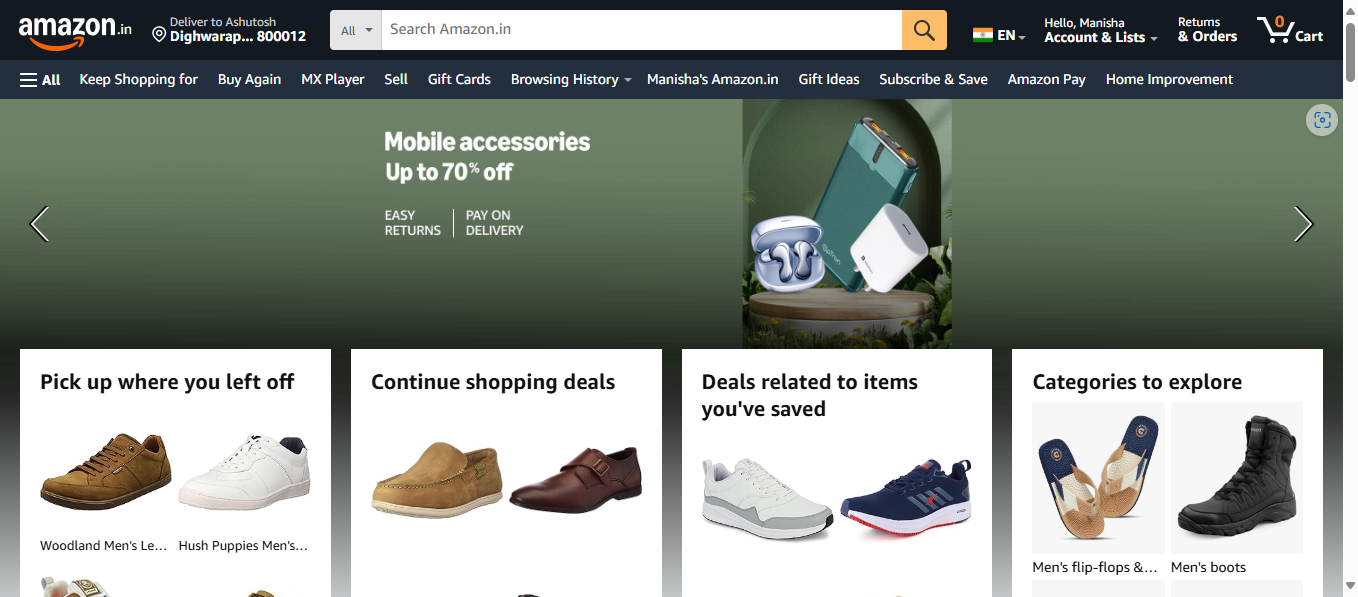 amazon.in
Deliver to Ashutosh
Dighwarap... 800012
All
Search Amazon.in
EN
Hello, Manisha
Account & Lists
Returns
& Orders
0
Cart
All
Keep Shopping for
Buy Again
MX Player
Sell
Gift Cards
Browsing History
Manisha's Amazon.in
Gift Ideas
Subscribe & Save
Amazon Pay
Home Improvement
Mobile accessories
Up to 70% off
EASY
RETURNS
PAY ON
DELIVERY
Pick up where you left off
Woodland Men's Le...
Hush Puppies Men's...
Continue shopping deals
Deals related to items
you've saved
Categories to explore
Men's flip-flops &...
Men's boots